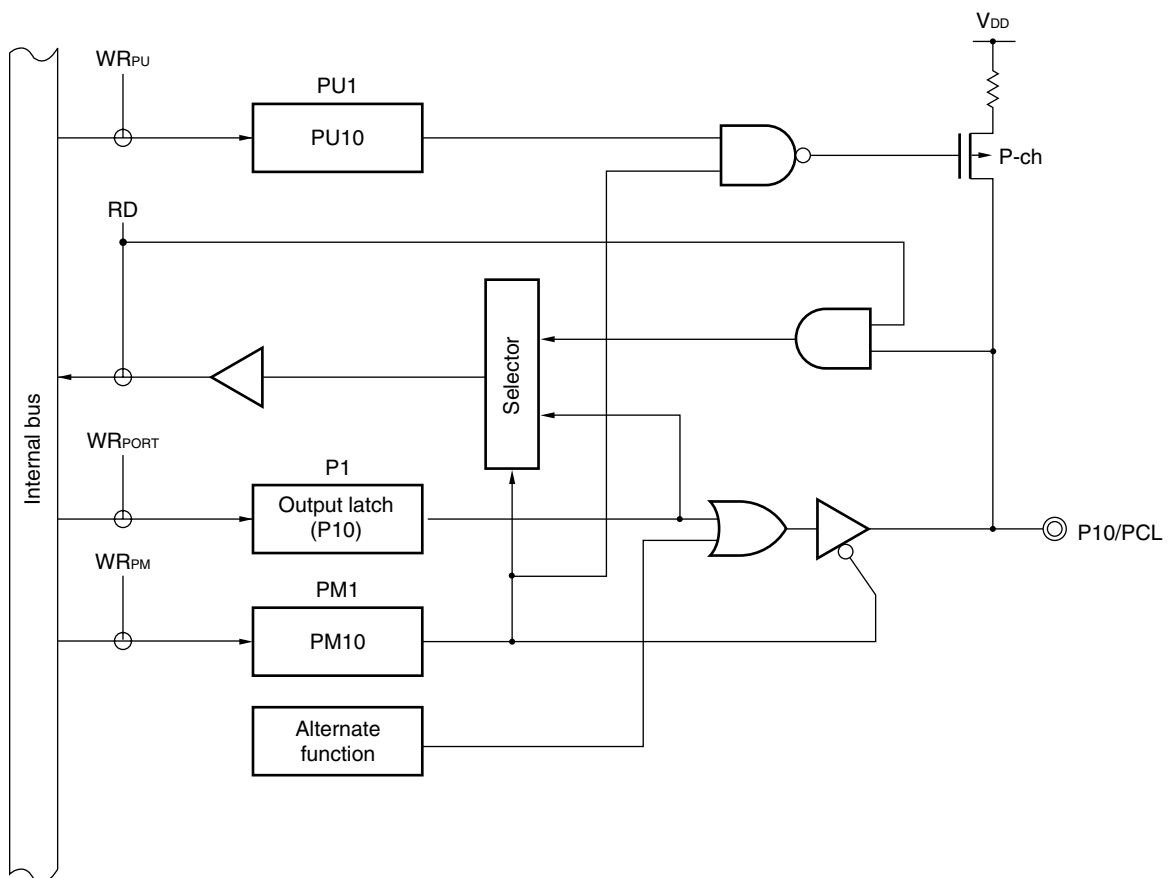 VDD
WRPU
PU1
PU10
P-ch
RD
Selector
Internal bus
WRPORT
P1
Output latch
(P10)
P10/PCL
WRPM
PM1
PM10
Alternate
function